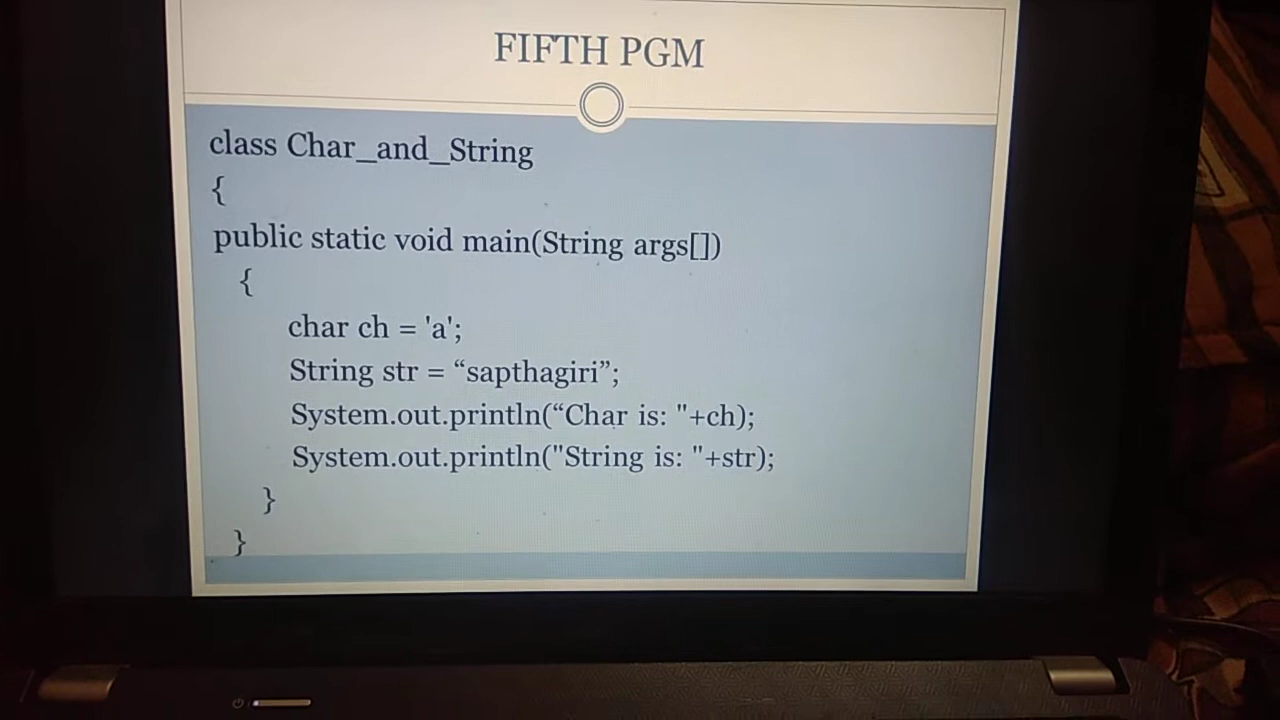 FIFTH PGM
class Char_and_String
{
public static void main(String args[])
{
char ch = 'a';
String str = “sapthagiri”;
System.out.println(“Char is: "+ch);
System.out.println("String is: "+str);
}
}